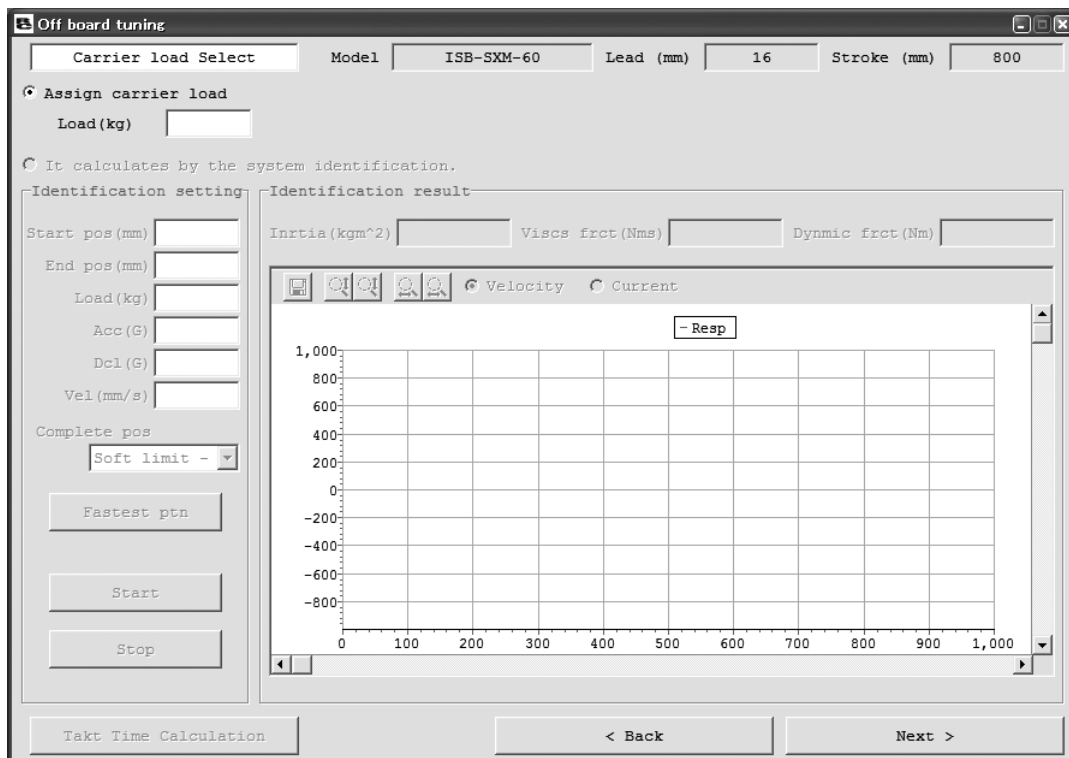 Off board tuning
Carrier load Select Model ISB-SXM-60 Lead (mm) 16 Stroke (mm) 800
Assign carrier load
Load(kg)
It calculates by the system identification.
Identification setting
Start pos(mm)
End pos(mm)
Load(kg)
Acc(G)
Dcl(G)
Vel(mm/s)
Complete pos
Soft limit -
Fastest ptn
Start
Stop
Identification result
Inrtia(kgm^2) Viscs frct(Nms) Dynmic frct(Nm)
Velocity Current
Resp
1,000
800
600
400
200
0
-200
-400
-600
-800
0 100 200 300 400 500 600 700 800 900 1,000
Takt Time Calculation < Back Next >